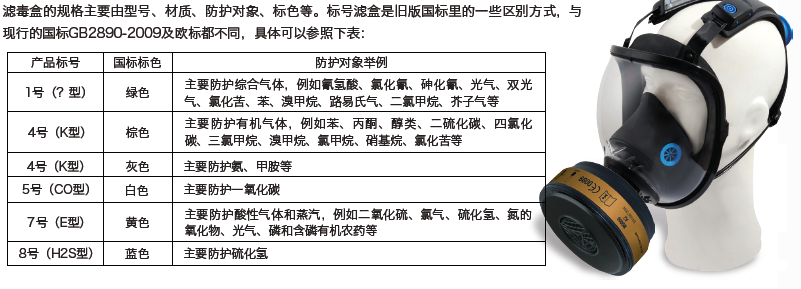 滤毒盒的规格主要由型号、材质、防护对象、标色等。标号滤盒是旧版国标里的一些区别方式，与
现行的国标GB2890-2009及欧标都不同，具体可以参照下表：
产品标号 国标标色 防护对象举例
1号（？型） 绿色 主要防护综合气体，例如氰氢酸、氯化氰、砷化氰、光气、双光
气、氯化苦、苯、溴甲烷、路易氏气、二氯甲烷、芥子气等
4号（K型） 棕色 主要防护有机气体，例如苯、丙酮、醇类、二硫化碳、四氯化
碳、三氯甲烷、溴甲烷、氯甲烷、硝基烷、氯化苦等
4号（K型） 灰色 主要防护氨、甲胺等
5号（CO型） 白色 主要防护一氧化碳
7号（E型） 黄色 主要防护酸性气体和蒸汽，例如二氧化硫、氯气、硫化氢、氮的
氧化物、光气、磷和含磷有机农药等
8号（H2S型） 蓝色 主要防护硫化氢